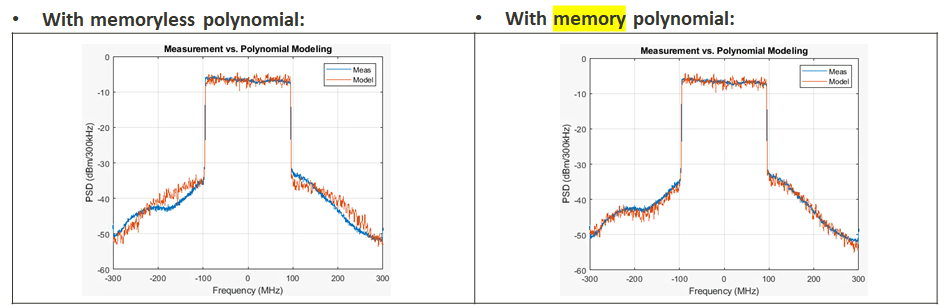 • With memoryless polynomial:
• With memory polynomial:
Measurement vs. Polynomial Modeling
Meas
Model
0
-10
-20
-30
-40
-50
-60
PSD (dBm/300kHz)
-300 -200 -100 0 100 200 300
Frequency (MHz)
Measurement vs. Polynomial Modeling
Meas
Model
0
-10
-20
-30
-40
-50
-60
PSD (dBm/300kHz)
-300 -200 -100 0 100 200 300
Frequency (MHz)